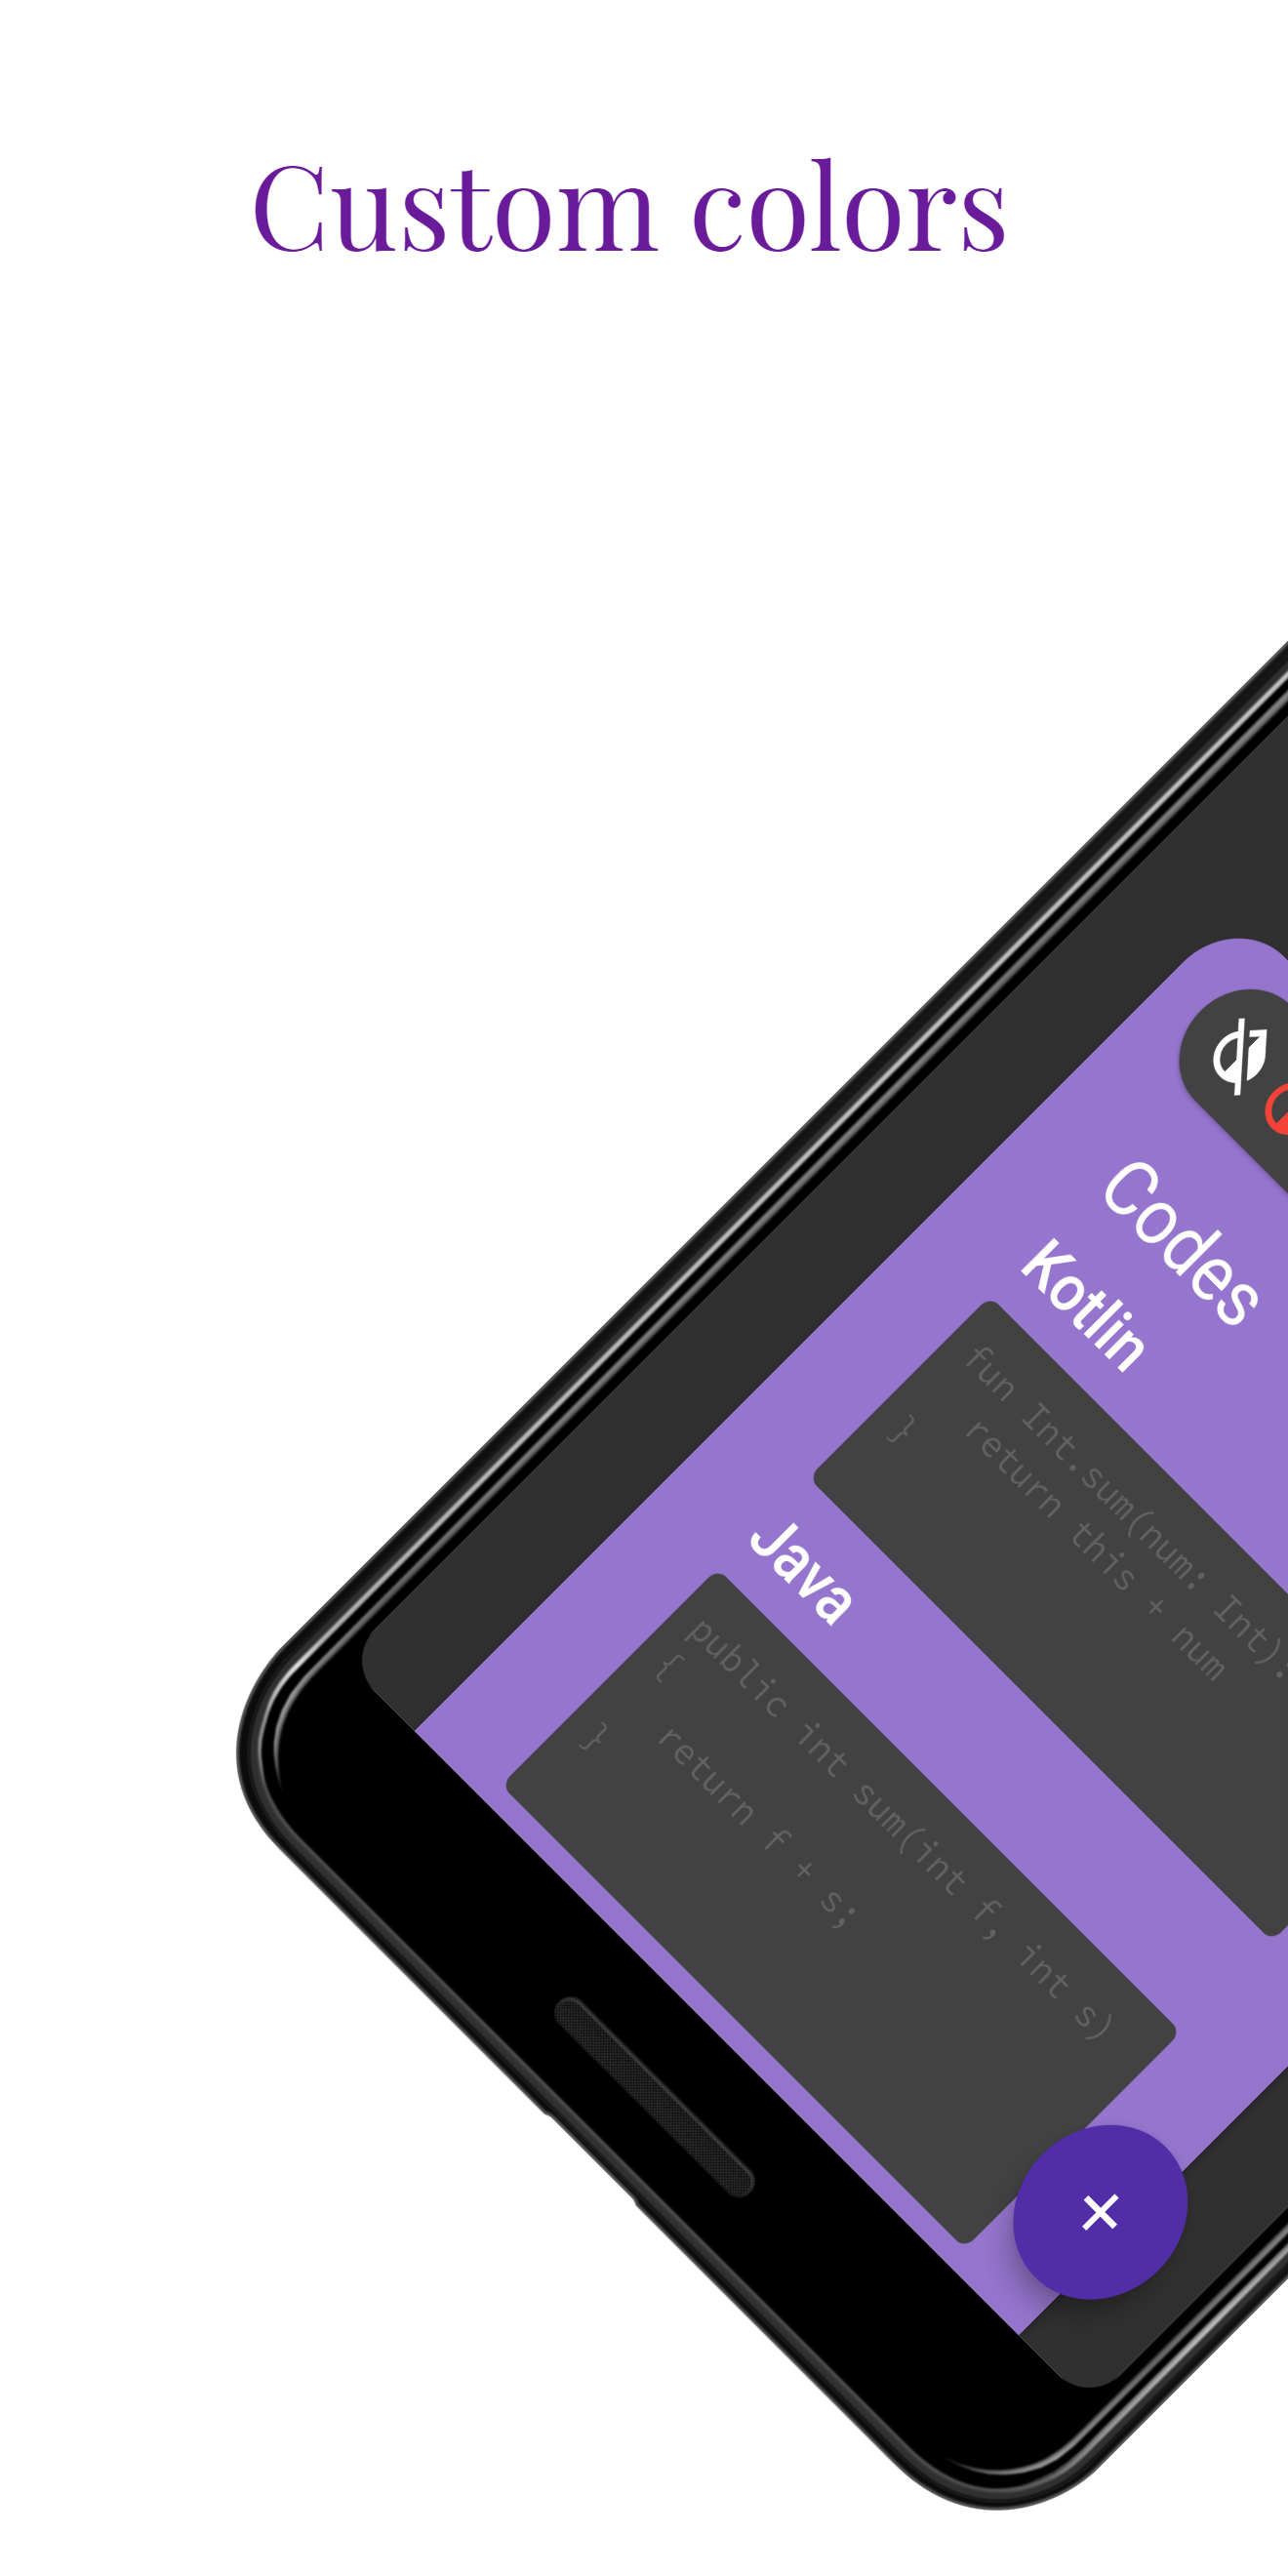 Custom colors
Codes
Kotlin
fun Int.sum(num: Int):
return this + num
}
Java
public int sum(int f, int s)
{
return f + s;
}